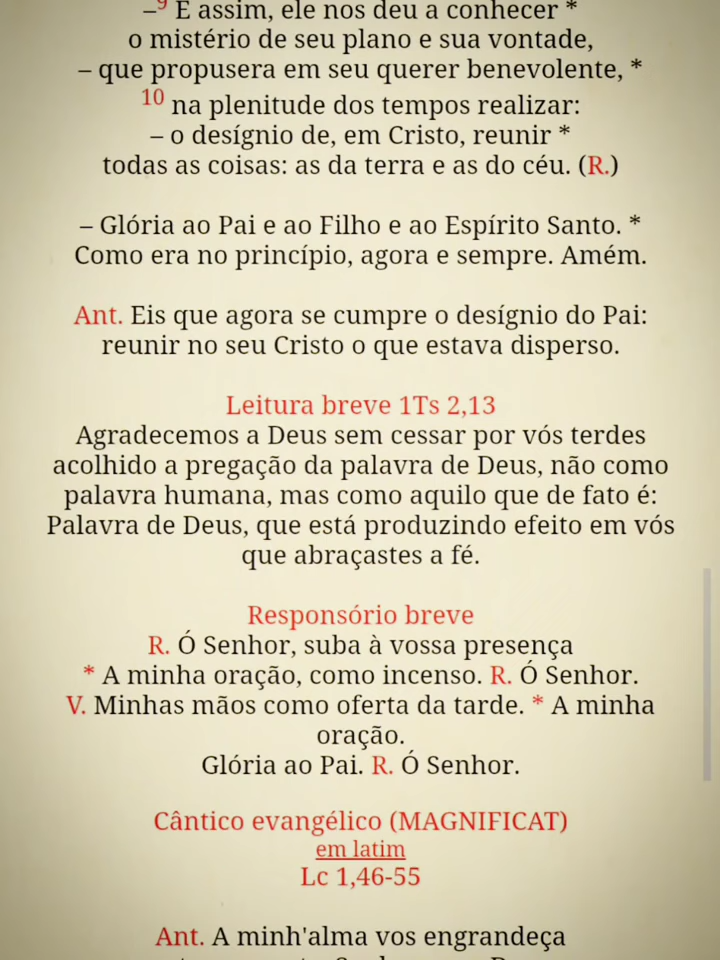 –9 E assim, ele nos deu a conhecer *
o mistério de seu plano e sua vontade,
– que propusera em seu querer benevolente, *
10 na plenitude dos tempos realizar:
– o desígnio de, em Cristo, reunir *
todas as coisas: as da terra e as do céu. (R.)
– Glória ao Pai e ao Filho e ao Espírito Santo. *
Como era no princípio, agora e sempre. Amém.
Ant. Eis que agora se cumpre o desígnio do Pai:
reunir no seu Cristo o que estava disperso.
Leitura breve 1Ts 2,13
Agradecemos a Deus sem cessar por vós terdes
acolhido a pregação da palavra de Deus, não como
palavra humana, mas como aquilo que de fato é:
Palavra de Deus, que está produzindo efeito em vós
que abraçastes a fé.
Responsório breve
R. Ó Senhor, suba à vossa presença
* A minha oração, como incenso. R. Ó Senhor.
V. Minhas mãos como oferta da tarde. * A minha
oração.
Glória ao Pai. R. Ó Senhor.
Cântico evangélico (MAGNIFICAT)
em latim
Lc 1,46-55
Ant. A minh'alma vos engrandeça